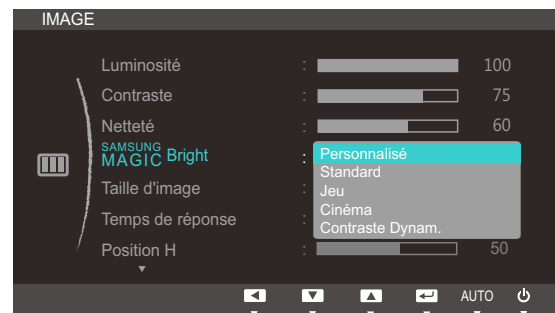 IMAGE
Luminosité : 100
Contraste : 75
Netteté : 60
SAMSUNG MAGIC Bright : Personnalisé
Standard
Taille d'image : Jeu
Cinéma
Temps de réponse : Contraste Dynam.
Position H : 50
AUTO